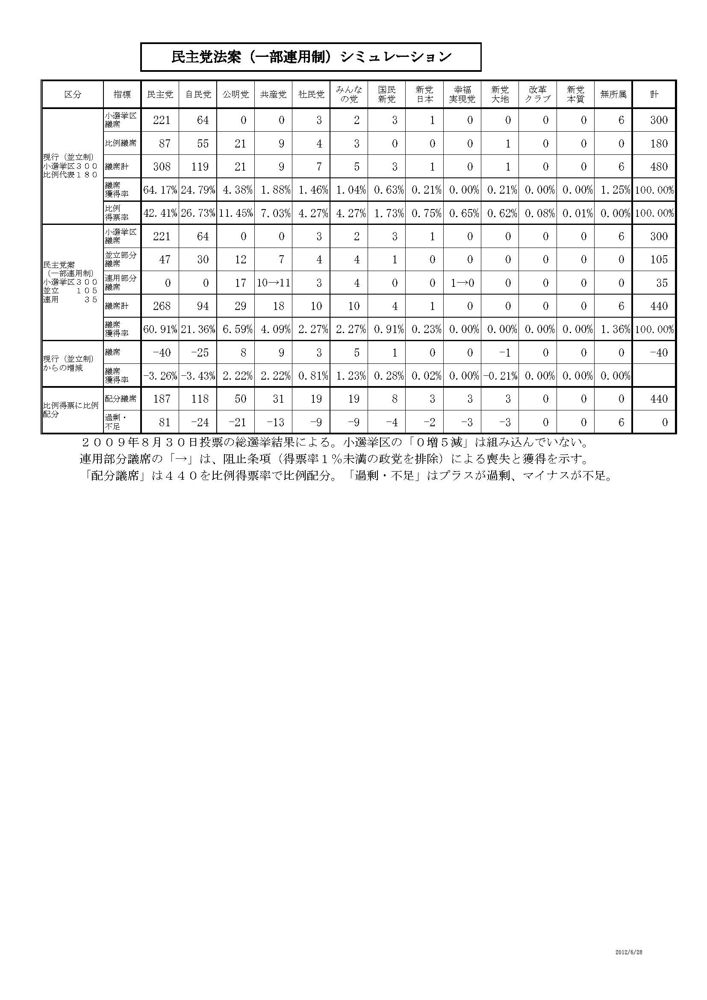 民主党法案（一部連用制）シミュレーション
区分 指標 民主党 自民党 公明党 共産党 社民党 みんなの党 国民新党 新党日本 幸福実現党 新党大地 改革クラブ 新党本質 無所属 計
現行（並立制）小選挙区３００比例代表１８０
小選挙区議席 221 64 0 0 3 2 3 1 0 0 0 0 6 300
比例議席 87 55 21 9 4 3 0 0 0 1 0 0 0 180
議席計 308 119 21 9 7 5 3 1 0 1 0 0 6 480
議席獲得率 64.17% 24.79% 4.38% 1.88% 1.46% 1.04% 0.63% 0.21% 0.00% 0.21% 0.00% 0.00% 1.25% 100.00%
比例得票率 42.41% 26.73% 11.45% 7.03% 4.27% 4.27% 1.73% 0.75% 0.65% 0.62% 0.08% 0.01% 0.00% 100.00%
民主党案（一部連用制）小選挙区３００並立　１０５連用　３５
小選挙区議席 221 64 0 0 3 2 3 1 0 0 0 0 6 300
並立部分議席 47 30 12 7 4 4 1 0 0 0 0 0 0 105
連用部分議席 0 0 17 10→11 3 4 0 0 1→0 0 0 0 0 35
議席計 268 94 29 18 10 10 4 1 0 0 0 0 6 440
議席獲得率 60.91% 21.36% 6.59% 4.09% 2.27% 2.27% 0.91% 0.23% 0.00% 0.00% 0.00% 0.00% 1.36% 100.00%
現行（並立制）からの増減
議席 -40 -25 8 9 3 5 1 0 0 -1 0 0 0 -40
議席獲得率 -3.26% -3.43% 2.22% 2.22% 0.81% 1.23% 0.28% 0.02% 0.00% -0.21% 0.00% 0.00% 0.00%
比例得票に比例配分
配分議席 187 118 50 31 19 19 8 3 3 3 0 0 0 440
過剰・不足 81 -24 -21 -13 -9 -9 -4 -2 -3 -3 0 0 6 0
２００９年８月３０日投票の総選挙結果による。小選挙区の「０増５減」は組み込んでいない。
連用部分議席の「→」は、阻止条項（得票率１％未満の政党を排除）による喪失と獲得を示す。
「配分議席」は４４０を比例得票率で比例配分。「過剰・不足」はプラスが過剰、マイナスが不足。
2012/6/28